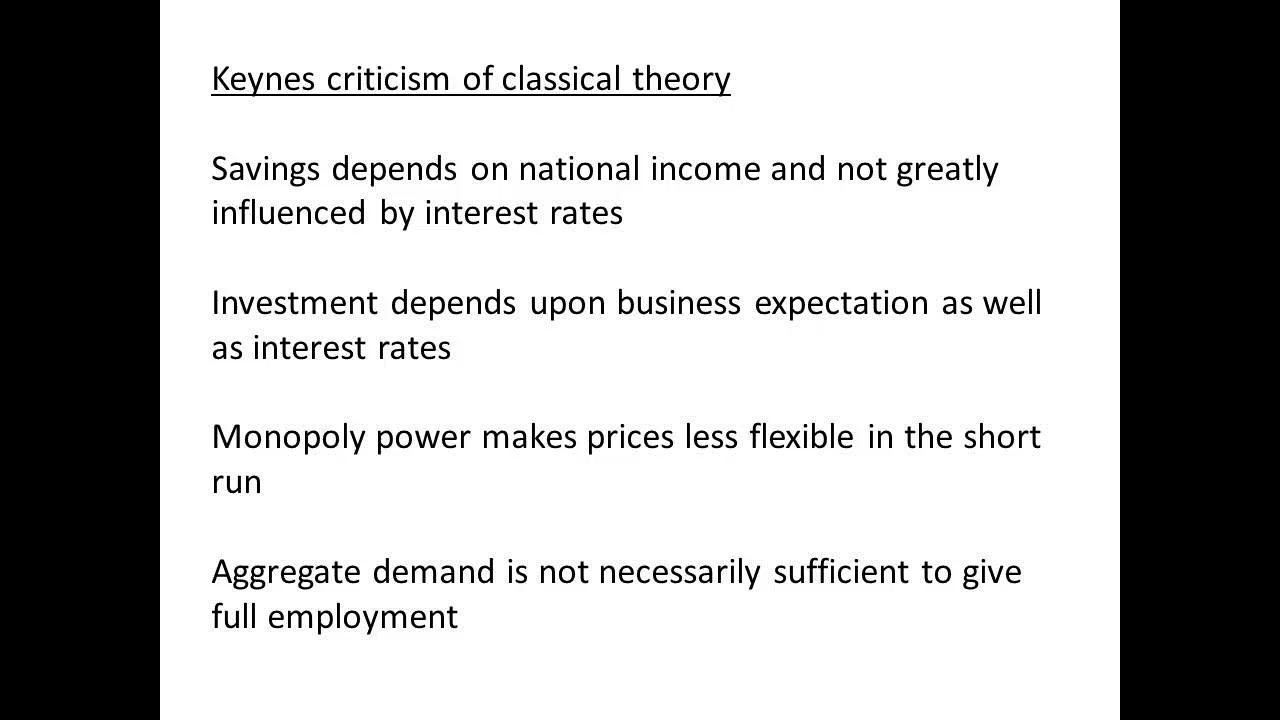 Keynes criticism of classical theory
Savings depends on national income and not greatly
influenced by interest rates
Investment depends upon business expectation as well
as interest rates
Monopoly power makes prices less flexible in the short
run
Aggregate demand is not necessarily sufficient to give
full employment